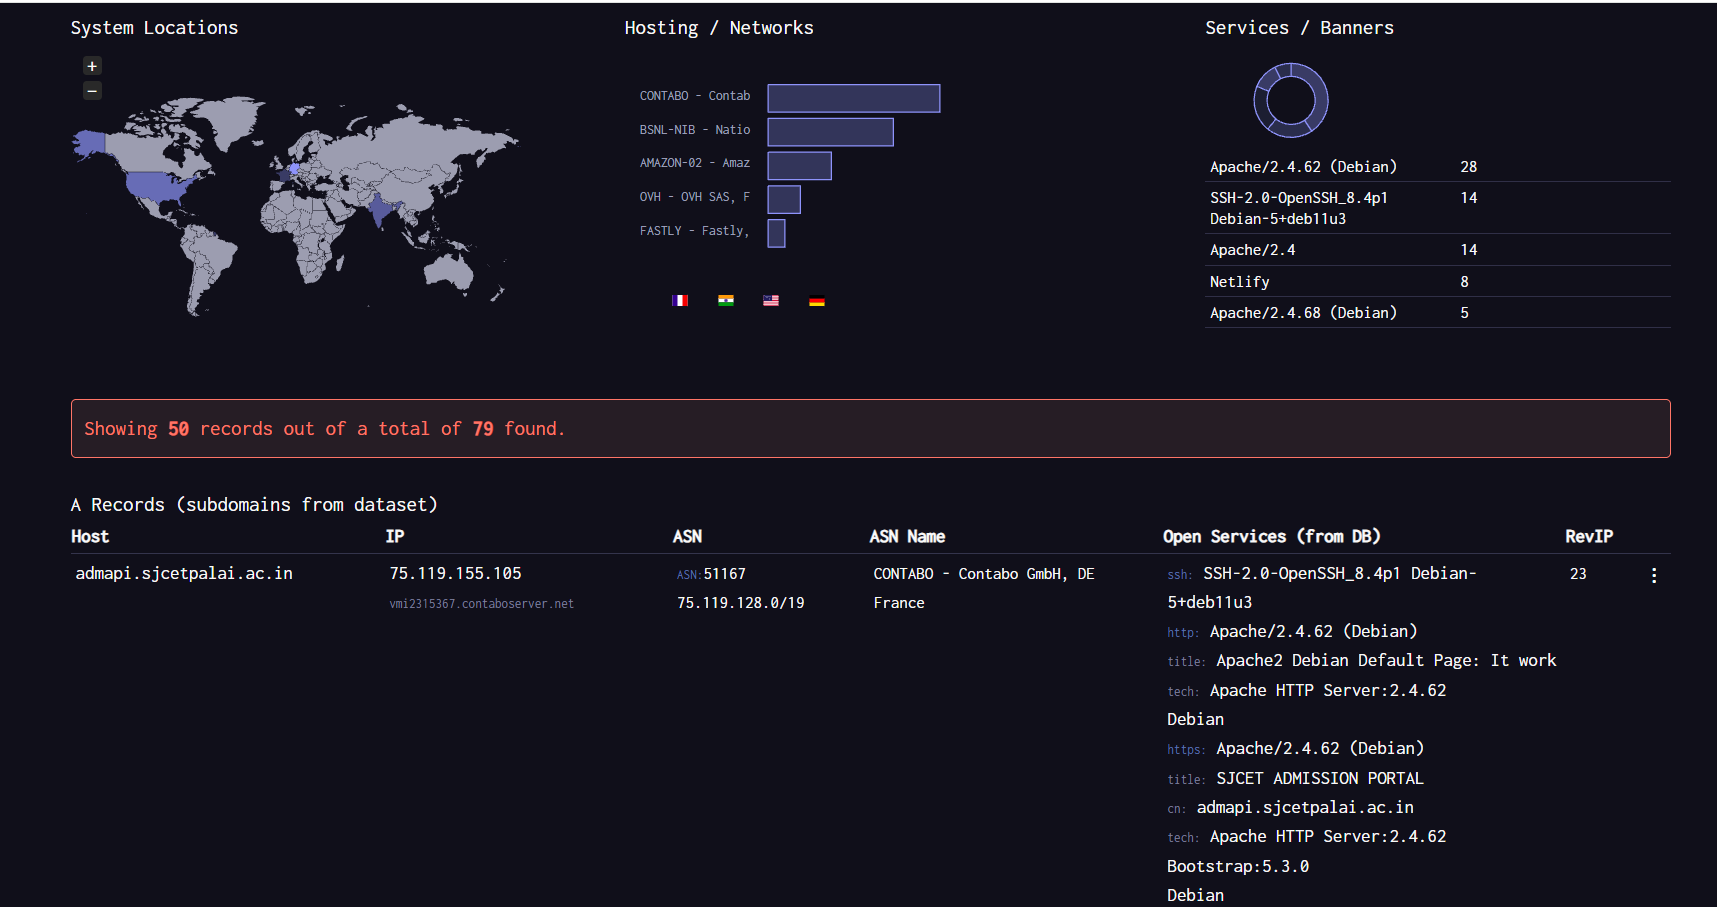 System Locations
Hosting / Networks
Services / Banners
+
−
CONTABO - Contab
BSNL-NIB - Natio
AMAZON-02 - Amaz
OVH - OVH SAS, F
FASTLY - Fastly,
Apache/2.4.62 (Debian) 28
SSH-2.0-OpenSSH_8.4p1 14
Debian-5+deb11u3
Apache/2.4 14
Netlify 8
Apache/2.4.68 (Debian) 5
Showing 50 records out of a total of 79 found.
A Records (subdomains from dataset)
Host IP ASN ASN Name Open Services (from DB) RevIP
admapi.sjcetpalai.ac.in 75.119.155.105 ASN:51167 CONTABO - Contabo GmbH, DE ssh: SSH-2.0-OpenSSH_8.4p1 Debian- 23
vmi2315367.contaboserver.net 75.119.128.0/19 France 5+deb11u3
http: Apache/2.4.62 (Debian)
title: Apache2 Debian Default Page: It work
tech: Apache HTTP Server:2.4.62
Debian
https: Apache/2.4.62 (Debian)
title: SJCET ADMISSION PORTAL
cn: admapi.sjcetpalai.ac.in
tech: Apache HTTP Server:2.4.62
Bootstrap:5.3.0
Debian